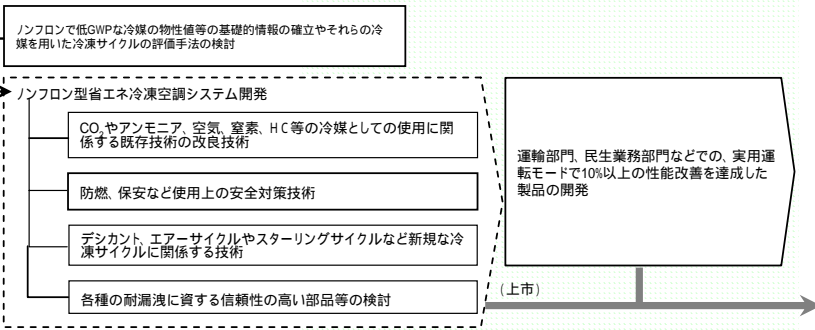 ノンフロンで低GWPな冷媒の物性値等の基礎的情報の確立やそれらの冷
媒を用いた冷凍サイクルの評価手法の検討
ノンフロン型省エネ冷凍空調システム開発
CO2やアンモニア、空気、窒素、HC等の冷媒としての使用に関
係する既存技術の改良技術
防燃、保安など使用上の安全対策技術
デシカント、エアーサイクルやスターリングサイクルなど新規な冷
凍サイクルに関係する技術
各種の耐漏洩に資する信頼性の高い部品等の検討
運輸部門、民生業務部門などでの、実用運
転モードで10%以上の性能改善を達成した
製品の開発
(上市)